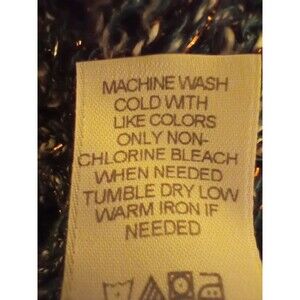 MACHINE WASH
COLD WITH
LIKE COLORS
ONLY NON-
CHLORINE BLEACH
WHEN NEEDED
TUMBLE DRY LOW
WARM IRON IF
NEEDED